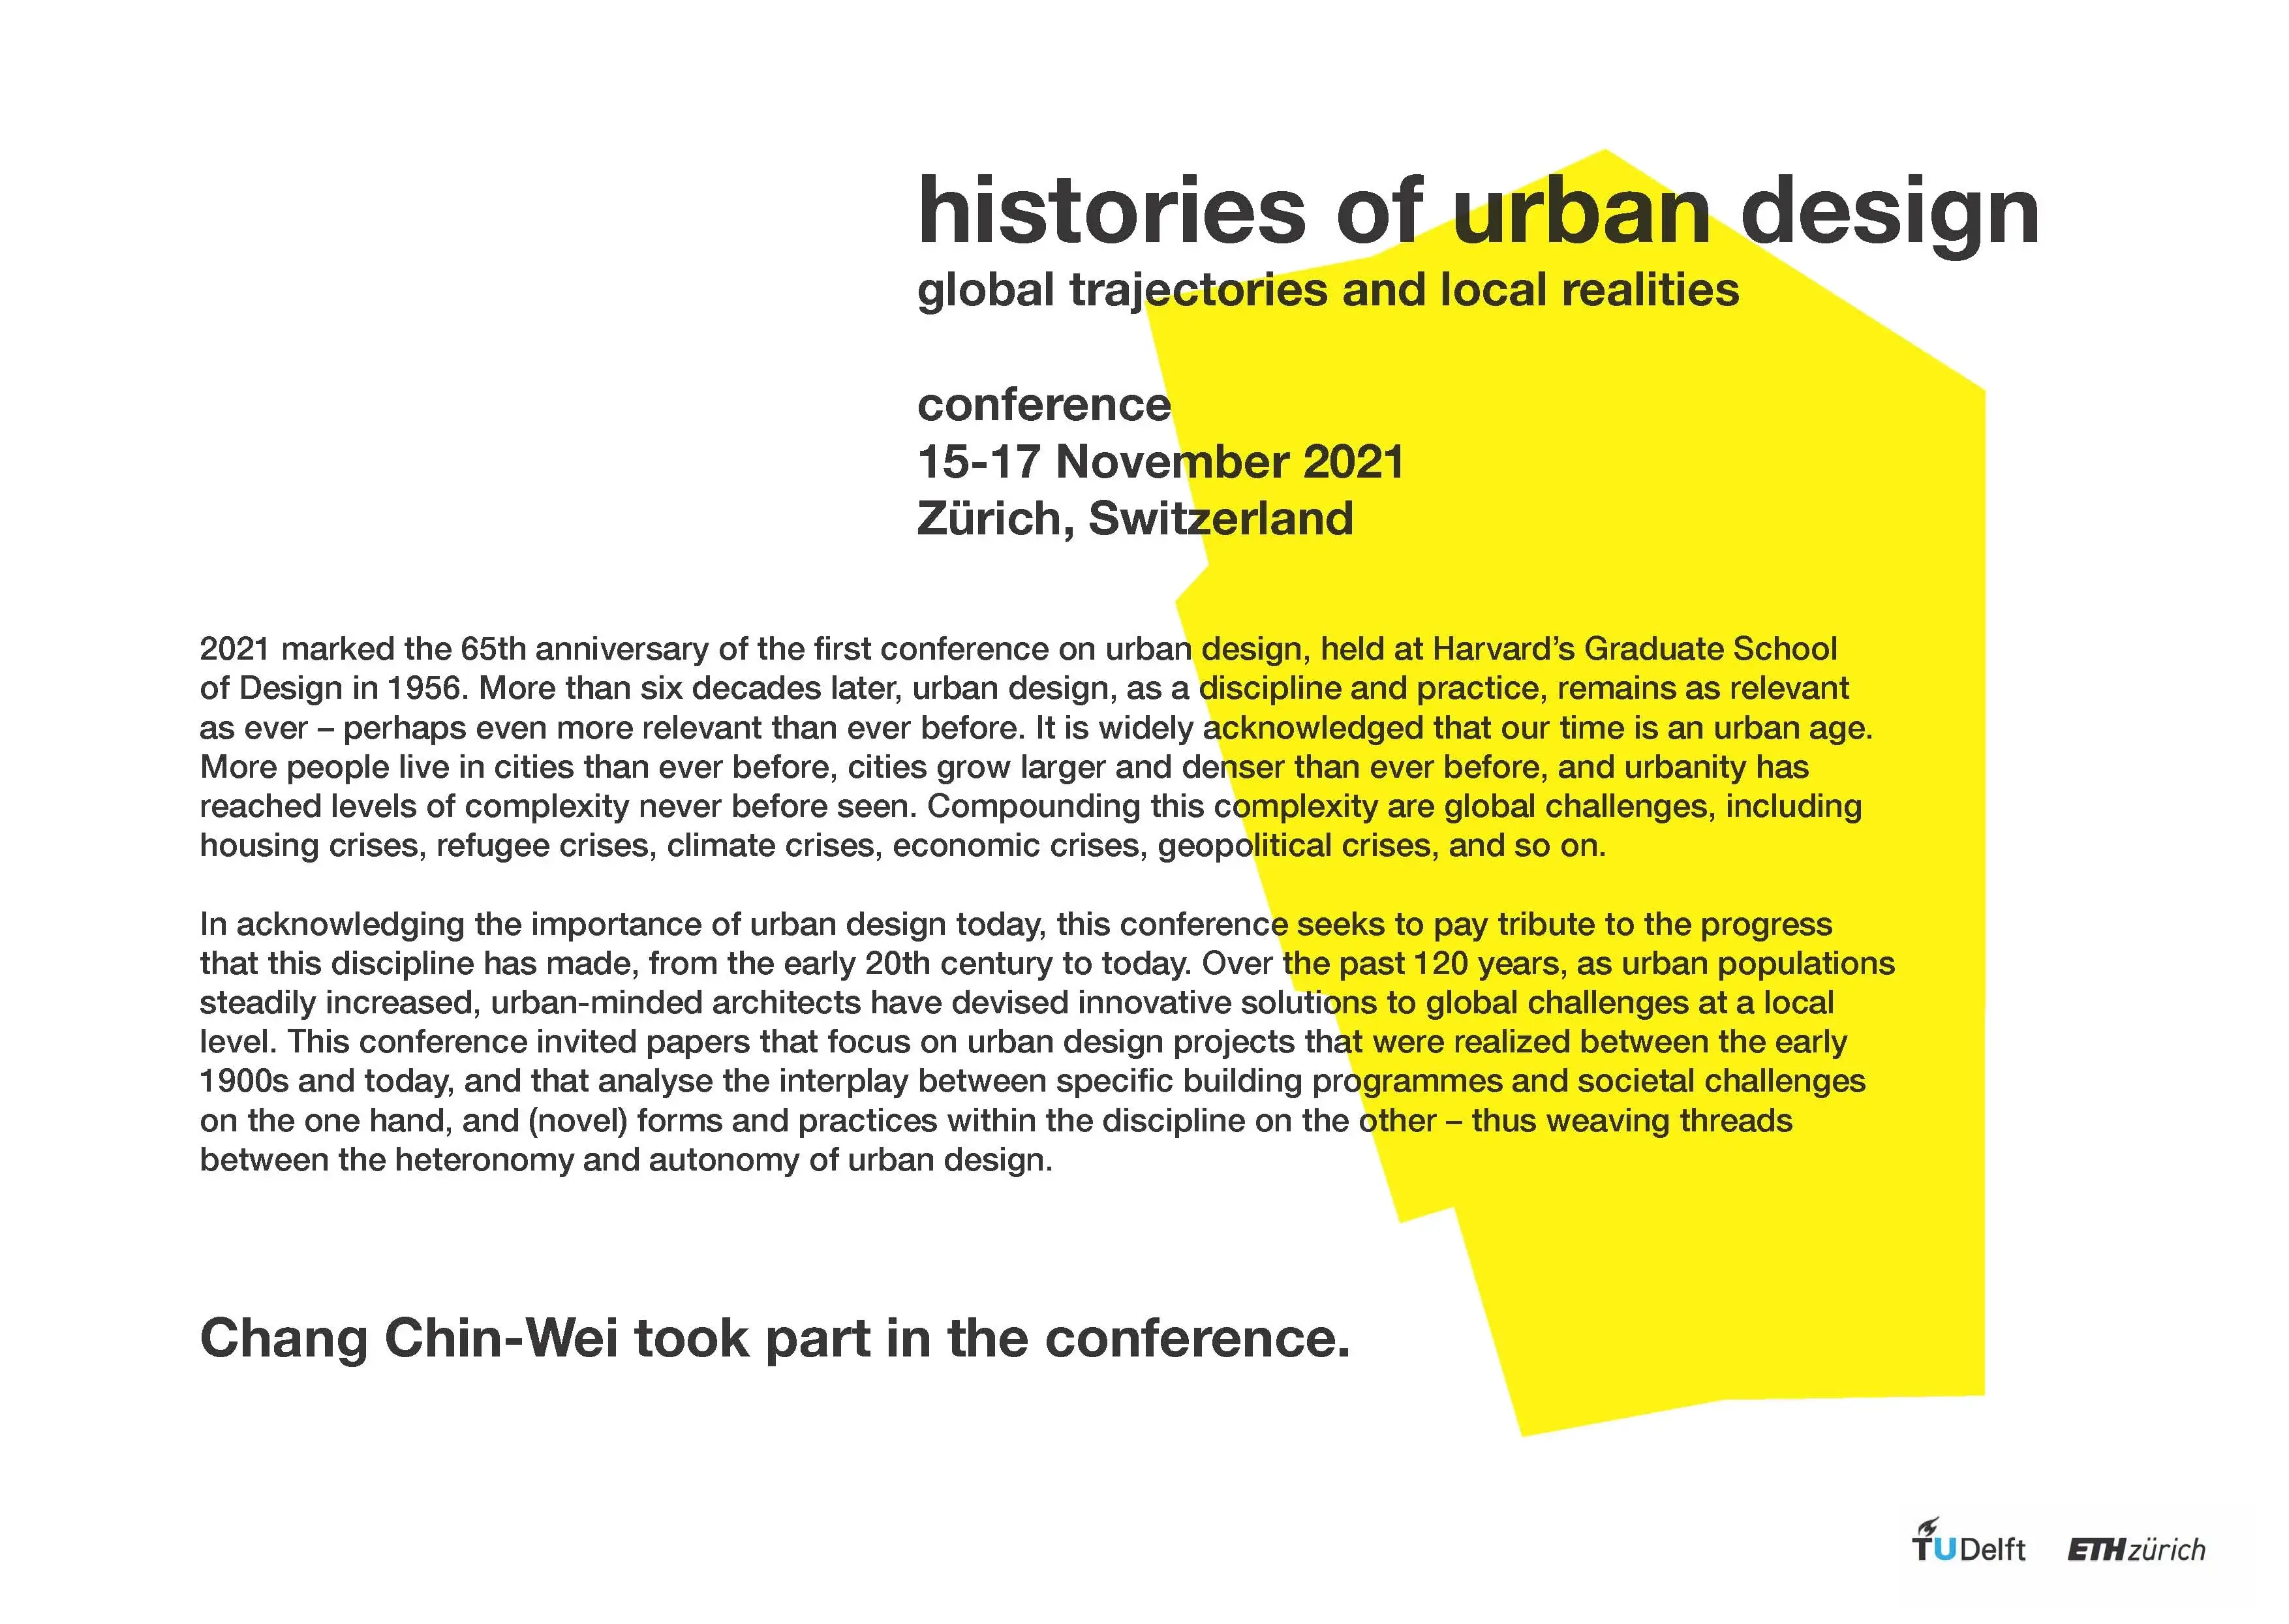 histories of urban design
global trajectories and local realities
conference
15-17 November 2021
Zürich, Switzerland
2021 marked the 65th anniversary of the first conference on urban design, held at Harvard’s Graduate School
of Design in 1956. More than six decades later, urban design, as a discipline and practice, remains as relevant
as ever – perhaps even more relevant than ever before. It is widely acknowledged that our time is an urban age.
More people live in cities than ever before, cities grow larger and denser than ever before, and urbanity has
reached levels of complexity never before seen. Compounding this complexity are global challenges, including
housing crises, refugee crises, climate crises, economic crises, geopolitical crises, and so on.
In acknowledging the importance of urban design today, this conference seeks to pay tribute to the progress
that this discipline has made, from the early 20th century to today. Over the past 120 years, as urban populations
steadily increased, urban-minded architects have devised innovative solutions to global challenges at a local
level. This conference invited papers that focus on urban design projects that were realized between the early
1900s and today, and that analyse the interplay between specific building programmes and societal challenges
on the one hand, and (novel) forms and practices within the discipline on the other – thus weaving threads
between the heteronomy and autonomy of urban design.
Chang Chin-Wei took part in the conference.
TUDelft ETHzürich